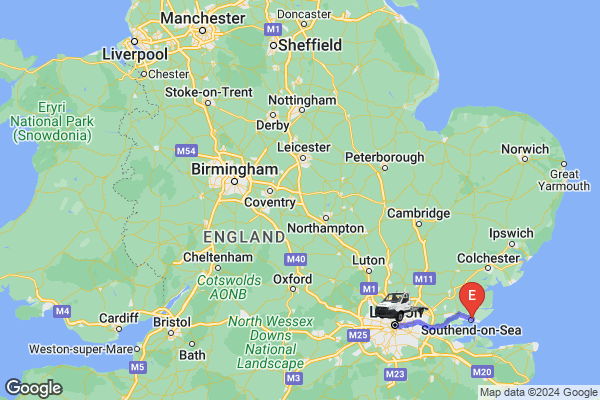 Doncaster
Manchester
M1
Liverpool
Sheffield
Chester
Eryri
National Park
(Snowdonia)
Stoke-on-Trent
Nottingham
Derby
M54
Leicester
Peterborough
Norwich
Birmingham
Great
Yarmouth
Coventry
Northampton
Cambridge
ENGLAND
Ipswich
M40
Cheltenham
Luton
Colchester
Cotswolds
AONB
Oxford
M11
M1
E
M4
Cardiff
Bristol
North Wessex
Downs
National
Landscape
M25
Southend-on-Sea
Weston-super-Mare
Bath
M5
M3
M23
M20
Google
Google
Map data ©2024 Google